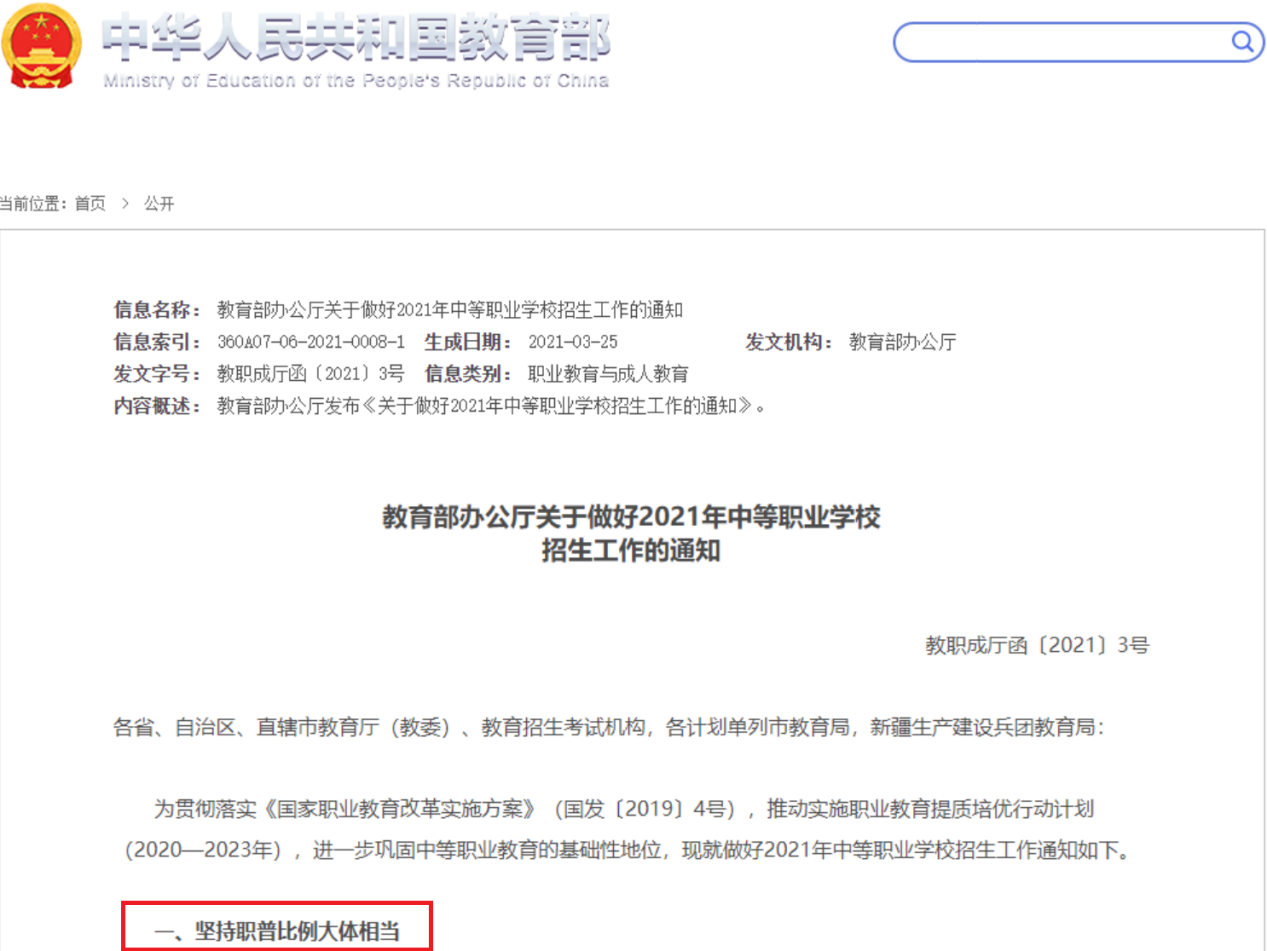 中华人民共和国教育部
Ministry of Education of the People's Republic of China
当前位置：首页 > 公开
信息名称： 教育部办公厅关于做好2021年中等职业学校招生工作的通知
信息索引： 360A07-06-2021-0008-1 生成日期： 2021-03-25 发文机构： 教育部办公厅
发文字号： 教职成厅函〔2021〕3号 信息类别： 职业教育与成人教育
内容概述： 教育部办公厅发布《关于做好2021年中等职业学校招生工作的通知》。
教育部办公厅关于做好2021年中等职业学校
招生工作的通知
教职成厅函〔2021〕3号
各省、自治区、直辖市教育厅（教委）、教育招生考试机构，各计划单列市教育局，新疆生产建设兵团教育局：
为贯彻落实《国家职业教育改革实施方案》（国发〔2019〕4号），推动实施职业教育提质培优行动计划
（2020—2023年），进一步巩固中等职业教育的基础性地位，现就做好2021年中等职业学校招生工作通知如下。
一、坚持职普比例大体相当